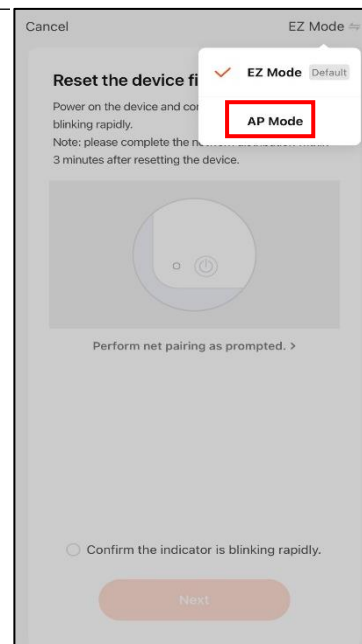 Cancel
EZ Mode
EZ Mode Default
AP Mode
Reset the device fi
Power on the device and con
blinking rapidly.
Note: please complete the n
3 minutes after resetting the device.
Perform net pairing as prompted. >
Confirm the indicator is blinking rapidly.
Next